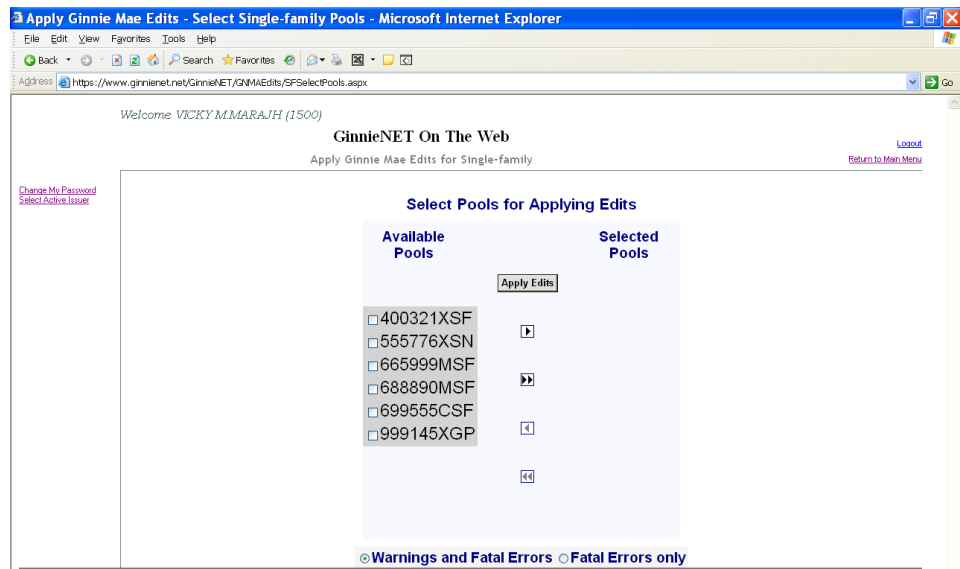 Apply Ginnie Mae Edits - Select Single-family Pools - Microsoft Internet Explorer
File Edit View Favorites Tools Help
Back Search Favorites
Address https://www.ginnienet.net/GinnieNET/GNMAEdits/SFSelectPools.aspx Go
Welcome VICKY M.MARAJH (1500)
GinnieNET On The Web
Logout
Apply Ginnie Mae Edits for Single-family
Return to Main Menu
Change My Password
Select Active Issuer
Select Pools for Applying Edits
Available Pools
Selected Pools
Apply Edits
400321XSF
555776XSN
665999MSF
688890MSF
699555CSF
999145XGP
Warnings and Fatal Errors Fatal Errors only